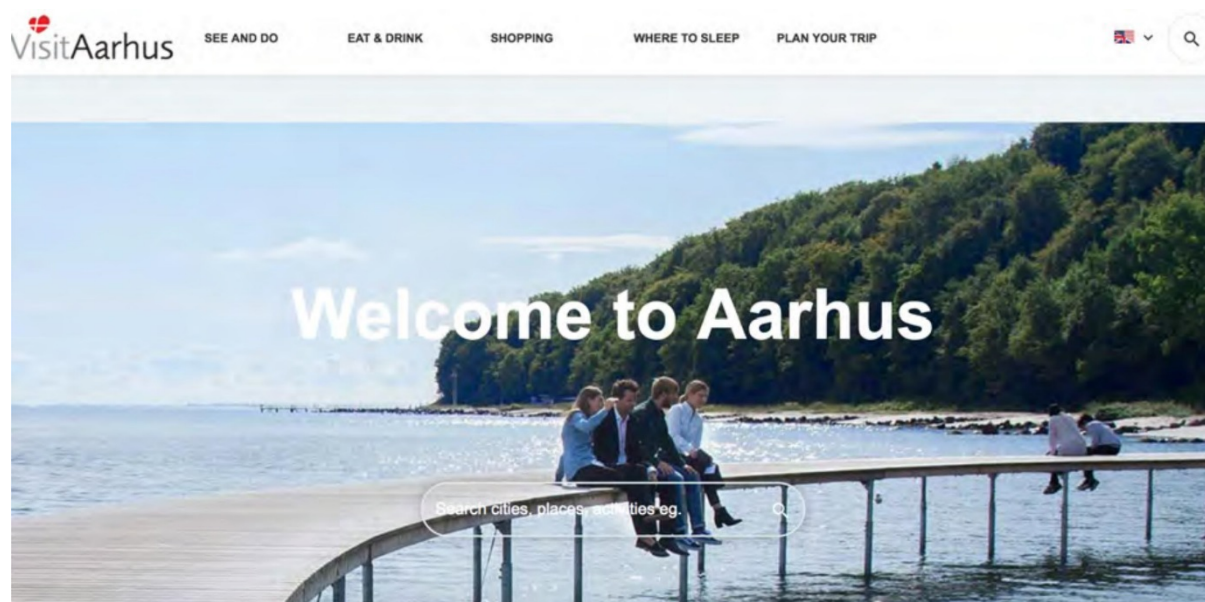 VisitAarhus
SEE AND DO
EAT & DRINK
SHOPPING
WHERE TO SLEEP
PLAN YOUR TRIP
Welcome to Aarhus
Search cities, places, activities eg.